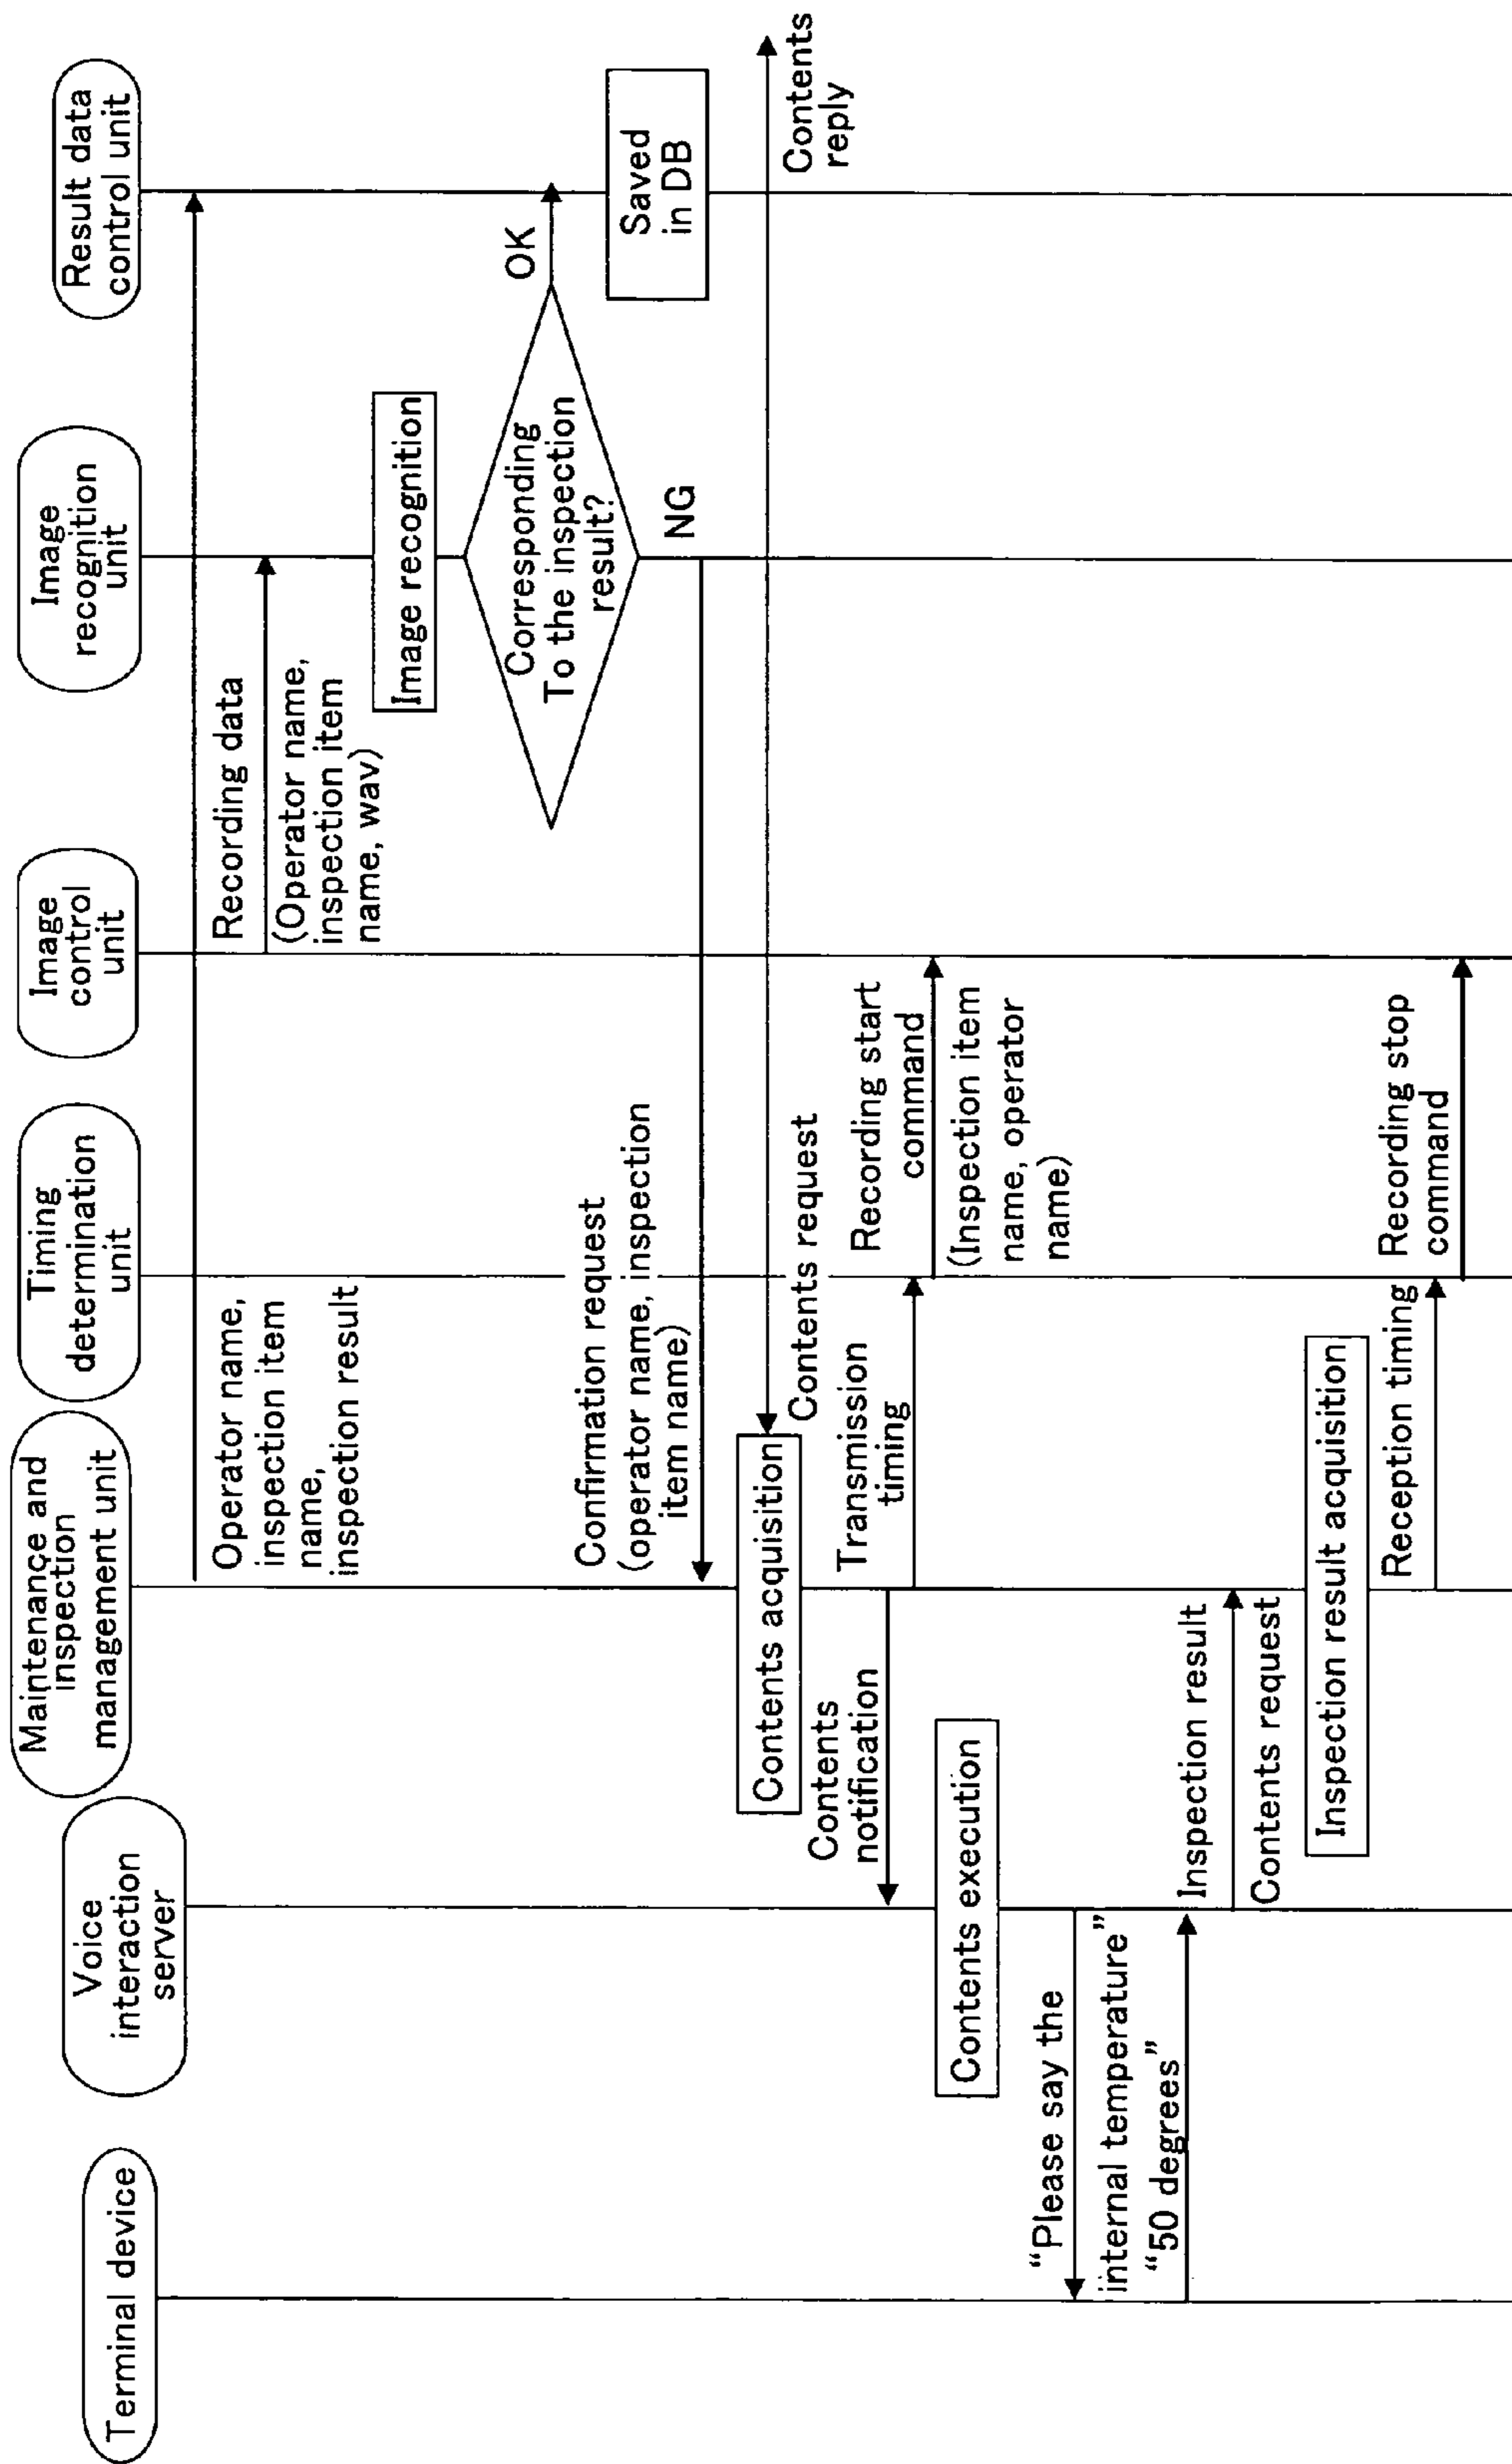 Terminal device
Voice
interaction
server
Maintenance and
inspection
management unit
Timing
determination
unit
Image
control
unit
Image
recognition
unit
Result data
control unit
Operator name,
inspection item
name,
inspection result
Recording data
(Operator name,
inspection item
name, wav)
Image recognition
Corresponding
To the inspection
result?
OK
NG
Saved
in DB
Confirmation request
(operator name, inspection
item name)
Contents acquisition
Contents request
Contents
reply
Contents
notification
Transmission
timing
Recording start
command
(Inspection item
name, operator
name)
Contents execution
“Please say the
internal temperature”
“50 degrees”
Inspection result
Contents request
Inspection result acquisition
Reception timing
Recording stop
command